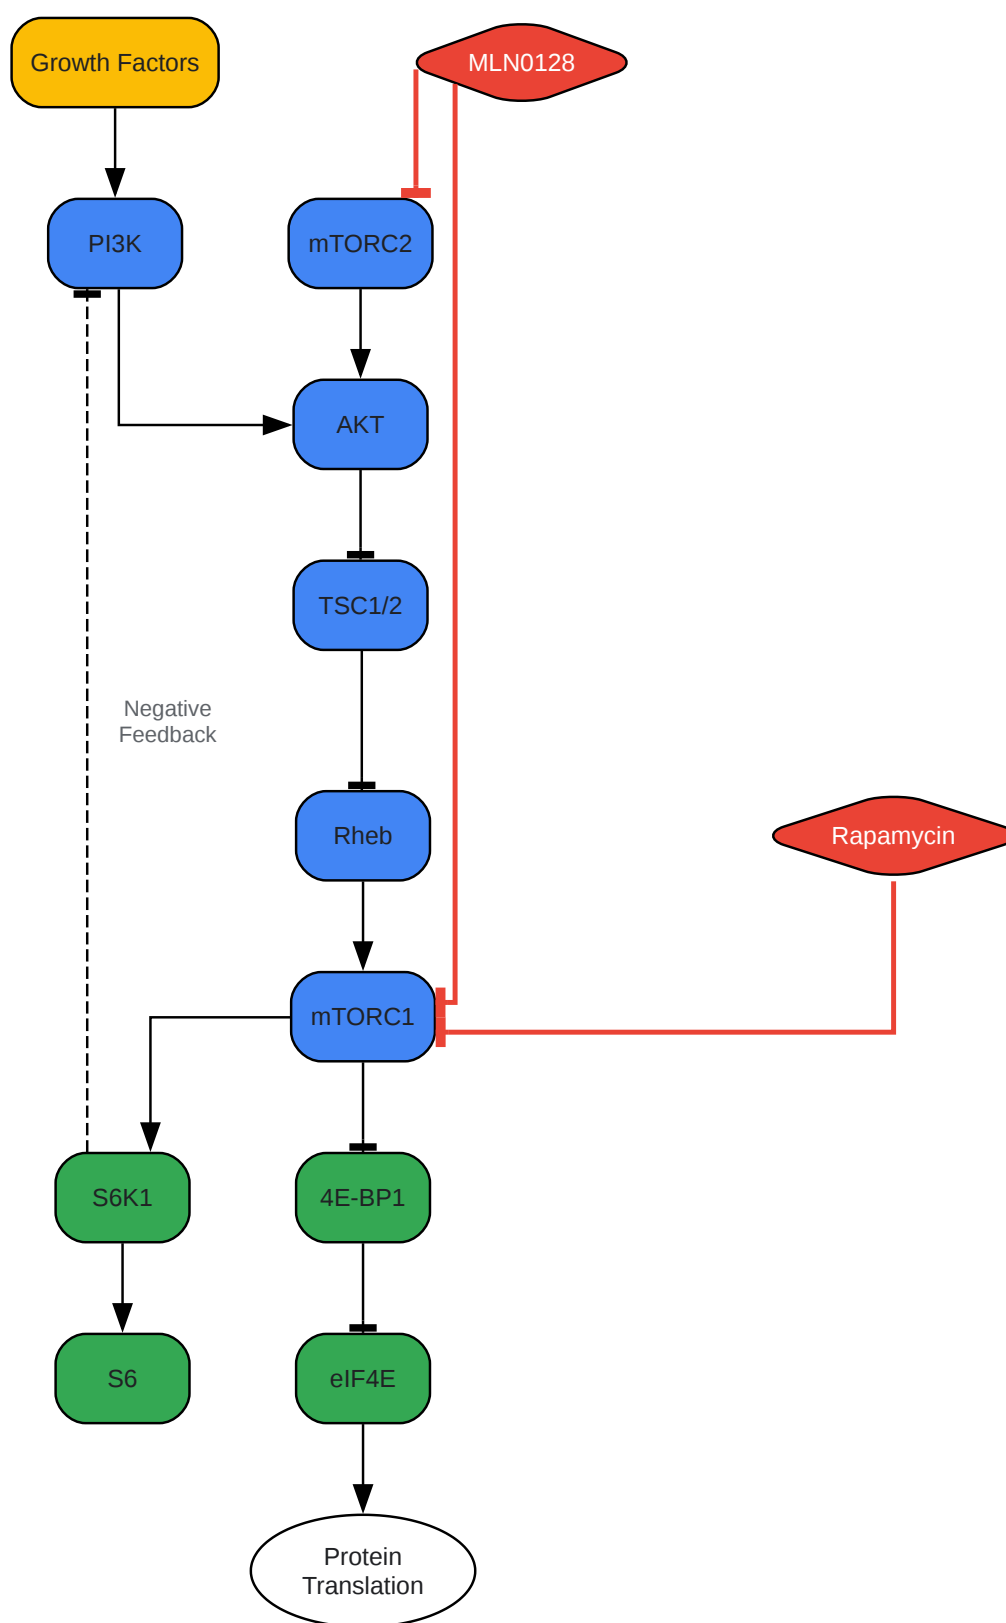 Growth Factors
MLN0128
PI3K
mTORC2
AKT
TSC1/2
Negative
Feedback
Rheb
Rapamycin
mTORC1
S6K1
4E-BP1
S6
eIF4E
Protein
Translation